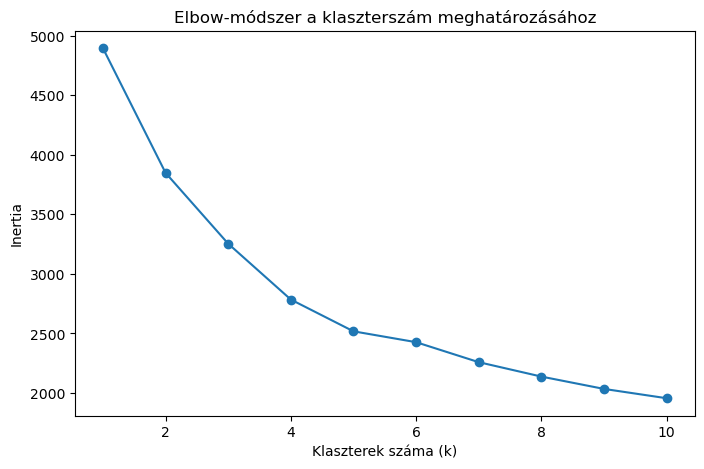 Elbow-módszer a klaszterszám meghatározásához
5000
4500
4000
3500
3000
2500
2000
Inertia
2 4 6 8 10
Klaszterek száma (k)